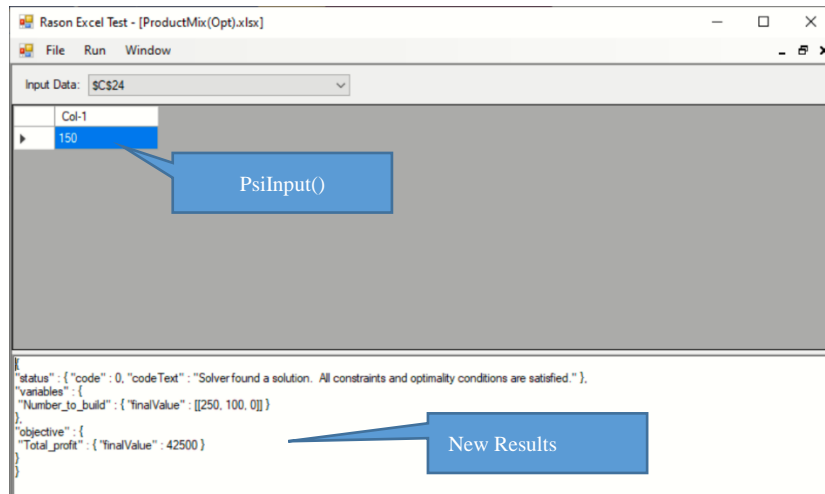 Rason Excel Test - [ProductMix(Opt).xlsx]
File Run Window
Input Data: $C$24
Col-1
150
PsiInput()
{
"status" : { "code" : 0, "codeText" : "Solver found a solution. All constraints and optimality conditions are satisfied." },
"variables" : {
"Number_to_build" : { "finalValue" : [[250, 100, 0]] }
},
"objective" : {
"Total_profit" : { "finalValue" : 42500 }
}
}
New Results